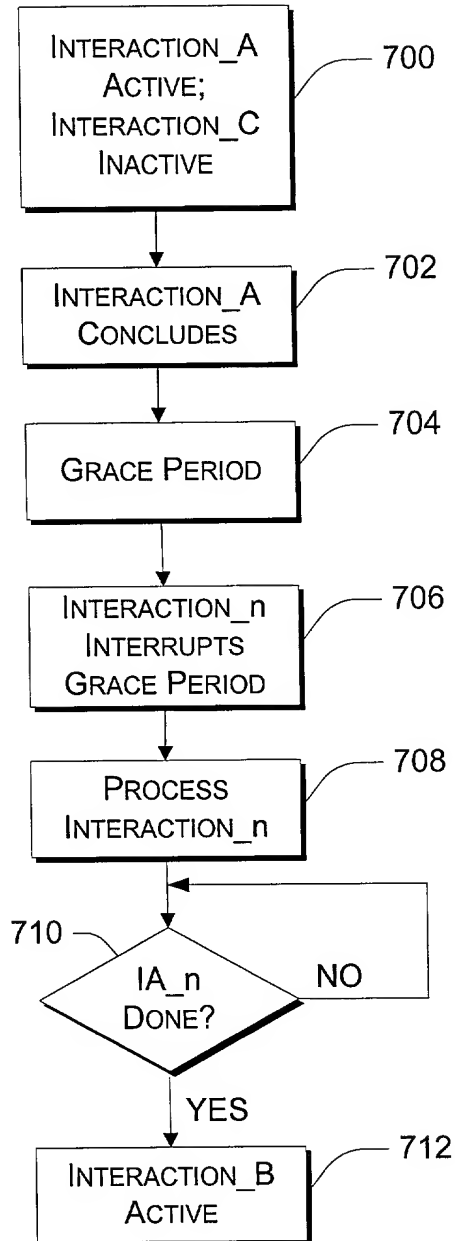 INTERACTION_A
ACTIVE;
INTERACTION_C
INACTIVE
700
INTERACTION_A
CONCLUDES
702
GRACE PERIOD
704
INTERACTION_n
INTERRUPTS
GRACE PERIOD
706
PROCESS
INTERACTION_n
708
710
IA_n
DONE?
NO
YES
INTERACTION_B
ACTIVE
712